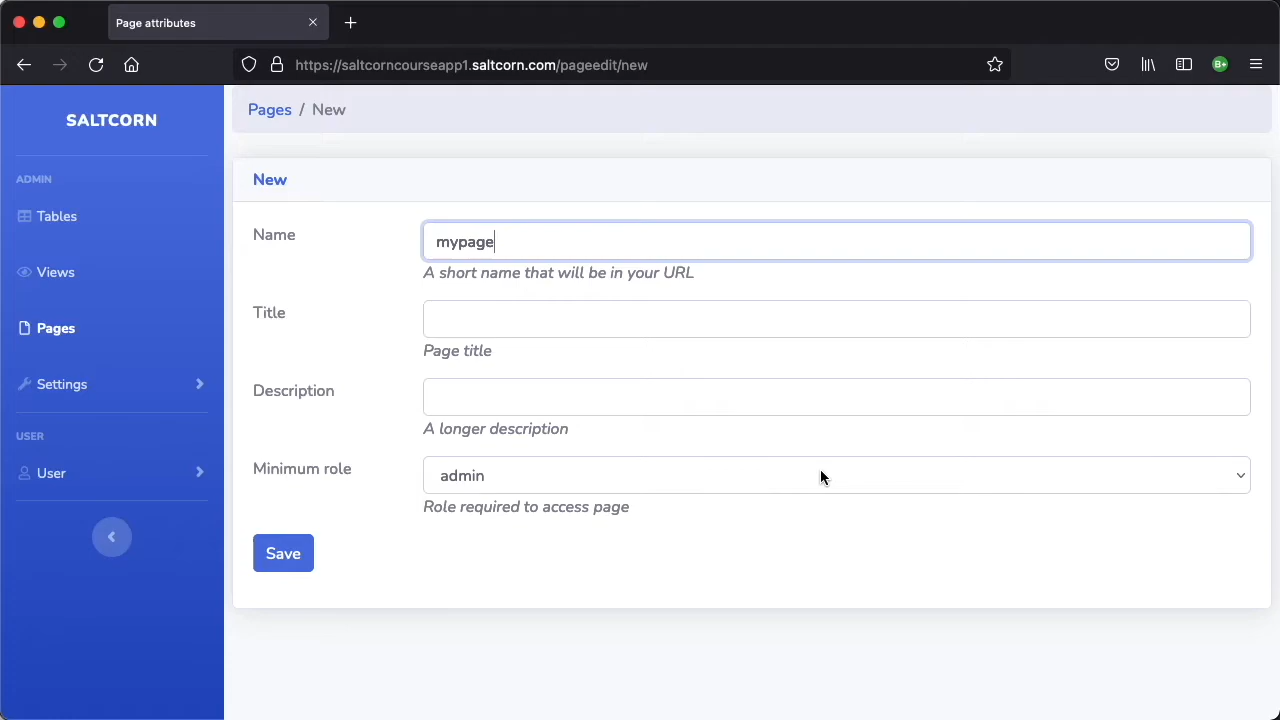 Page attributes
https://saltcorncourseapp1.saltcorn.com/pageedit/new
B+
SALTCORN
Pages / New
ADMIN
New
Tables
Name
mypage
A short name that will be in your URL
Views
Title
Page title
Pages
Description
A longer description
Settings
USER
Minimum role
admin
Role required to access page
User
Save